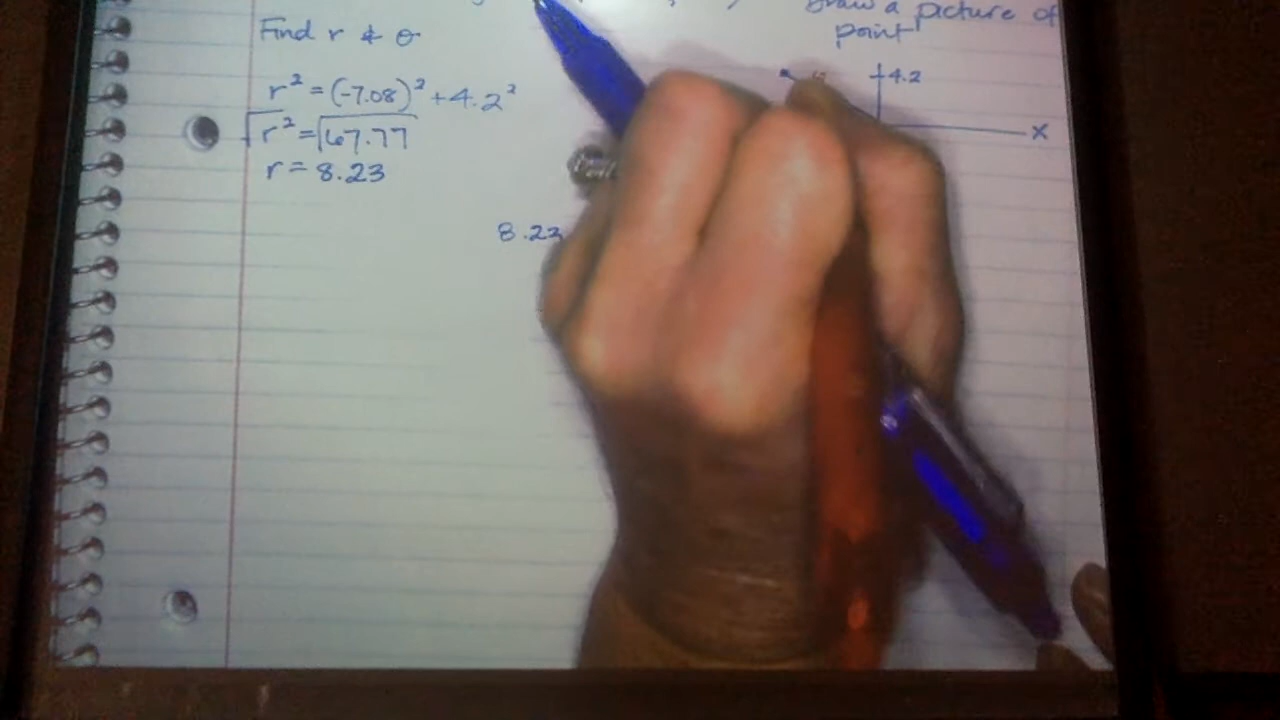 Draw a picture of
point
Find r & θ
r² = (-7.08)² + 4.2²
√r² = √67.77
r = 8.23
4.2
x
8.23